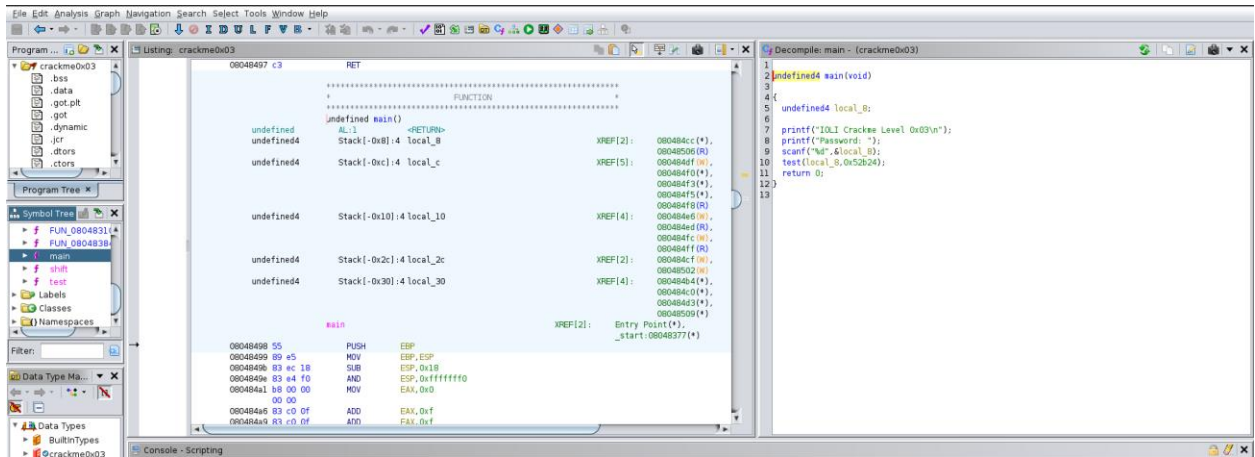 File Edit Analysis Graph Navigation Search Select Tools Window Help
I D U L F V B
Program ...
crackme0x03
.bss
.data
.got.plt
.got
.dynamic
.jcr
.dtors
.ctors
Program Tree
Symbol Tree
FUN_0804831
FUN_0804838
main
shift
test
Labels
Classes
Namespaces
Filter:
Data Type Ma...
Data Types
BuiltInTypes
crackme0x03
Listing: crackme0x03
08048497 c3 RET
**************************************************************
* FUNCTION *
**************************************************************
undefined main()
undefined AL:1 <RETURN>
undefined4 Stack[-0x8]:4 local_8 XREF[2]: 080484cc(*),
08048506(R)
undefined4 Stack[-0xc]:4 local_c XREF[5]: 080484df(W),
080484f0(*),
080484f3(*),
080484f5(*),
080484f8(R)
undefined4 Stack[-0x10]:4 local_10 XREF[4]: 080484e6(W),
080484ed(R),
080484fc(W),
080484ff(R)
undefined4 Stack[-0x2c]:4 local_2c XREF[2]: 080484cf(W),
08048502(W)
undefined4 Stack[-0x30]:4 local_30 XREF[4]: 080484b4(*),
080484c0(*),
080484d3(*),
08048509(*)
main XREF[2]: Entry Point(*),
_start:08048377(*)
08048498 55 PUSH EBP
08048499 89 e5 MOV EBP,ESP
0804849b 83 ec 18 SUB ESP,0x18
0804849e 83 e4 f0 AND ESP,0xfffffff0
080484a1 b8 00 00 MOV EAX,0x0
00 00
080484a6 83 c0 0f ADD EAX,0xf
080484a9 83 c0 0f ADD EAX,0xf
Decompile: main - (crackme0x03)
1
2 undefined4 main(void)
3
4 {
5 undefined4 local_8;
6
7 printf("IOLI Crackme Level 0x03\n");
8 printf("Password: ");
9 scanf("%d",&local_8);
10 test(local_8,0x52b24);
11 return 0;
12 }
13
Console - Scripting